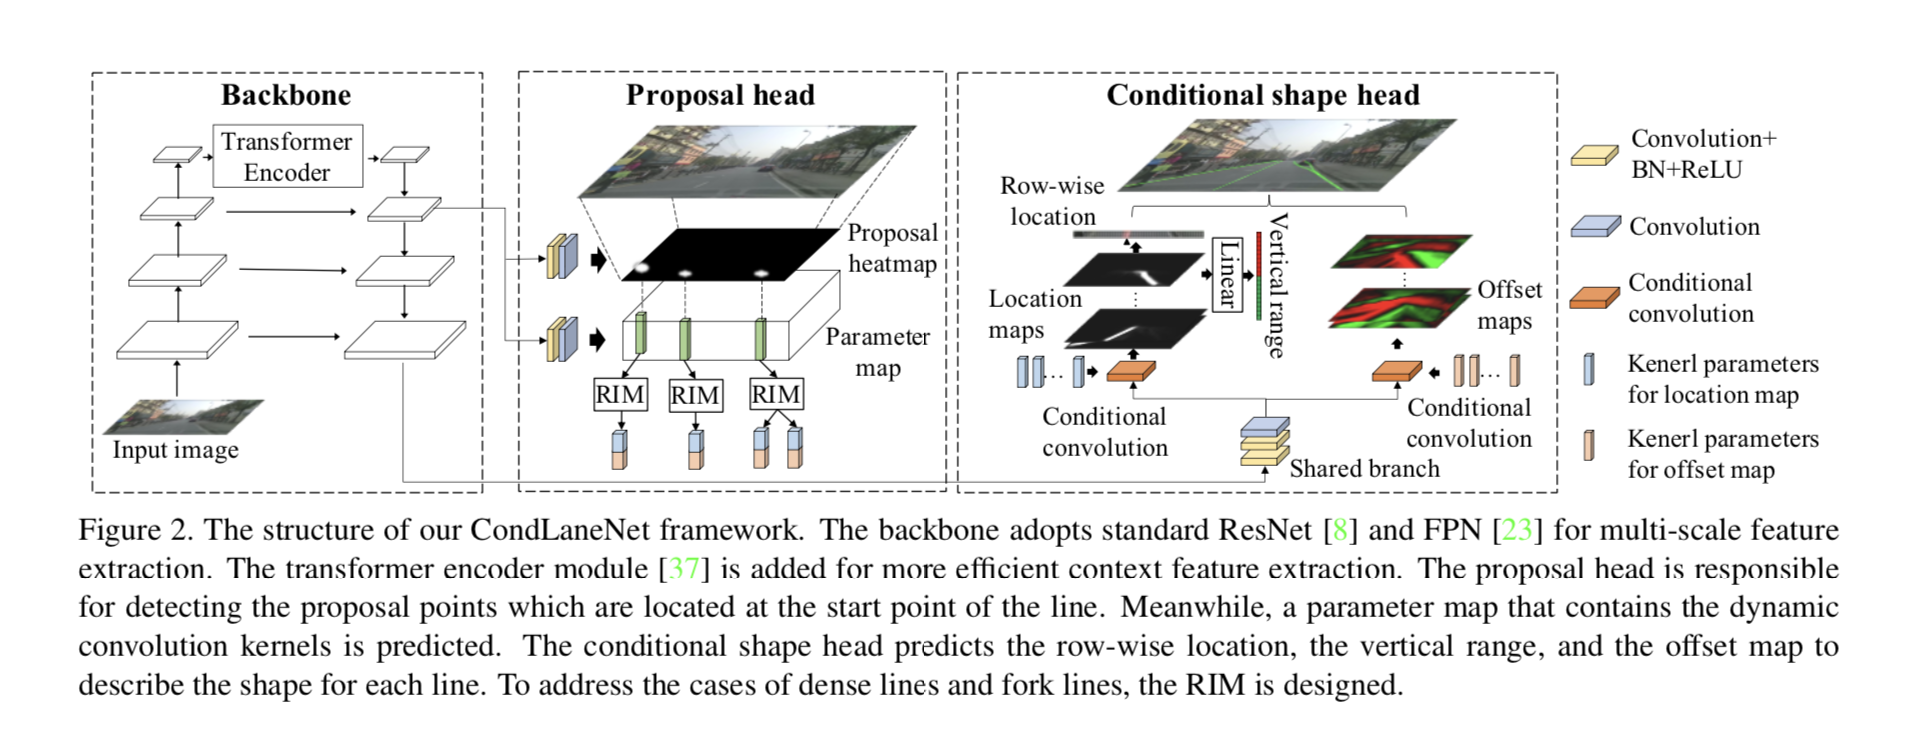 Backbone
Transformer
Encoder
Input image
Proposal head
Proposal
heatmap
Parameter
map
RIM
RIM
RIM
Conditional shape head
Row-wise
location
Location
maps
Linear
Vertical range
Offset
maps
Conditional
convolution
Conditional
convolution
Shared branch
Convolution+
BN+ReLU
Convolution
Conditional
convolution
Kenerl parameters
for location map
Kenerl parameters
for offset map
Figure 2. The structure of our CondLaneNet framework. The backbone adopts standard ResNet [8] and FPN [23] for multi-scale feature
extraction. The transformer encoder module [37] is added for more efficient context feature extraction. The proposal head is responsible
for detecting the proposal points which are located at the start point of the line. Meanwhile, a parameter map that contains the dynamic
convolution kernels is predicted. The conditional shape head predicts the row-wise location, the vertical range, and the offset map to
describe the shape for each line. To address the cases of dense lines and fork lines, the RIM is designed.